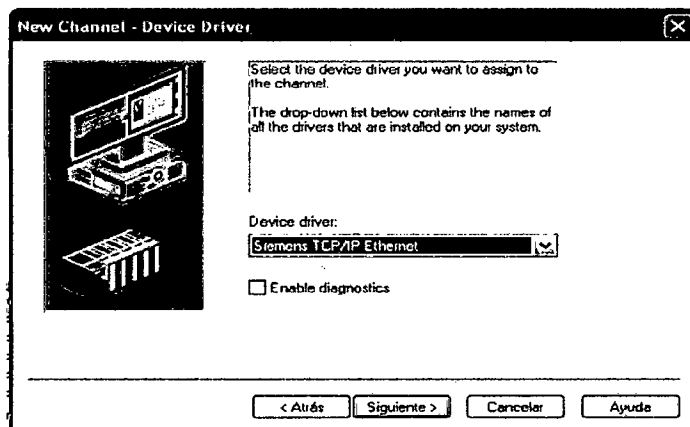 New Channel - Device Driver
Select the device driver you want to assign to
the channel.
The drop-down list below contains the names of
all the drivers that are installed on your system.
Device driver:
Siemens TCP/IP Ethernet
Enable diagnostics
< Atrás
Siguiente >
Cancelar
Ayuda